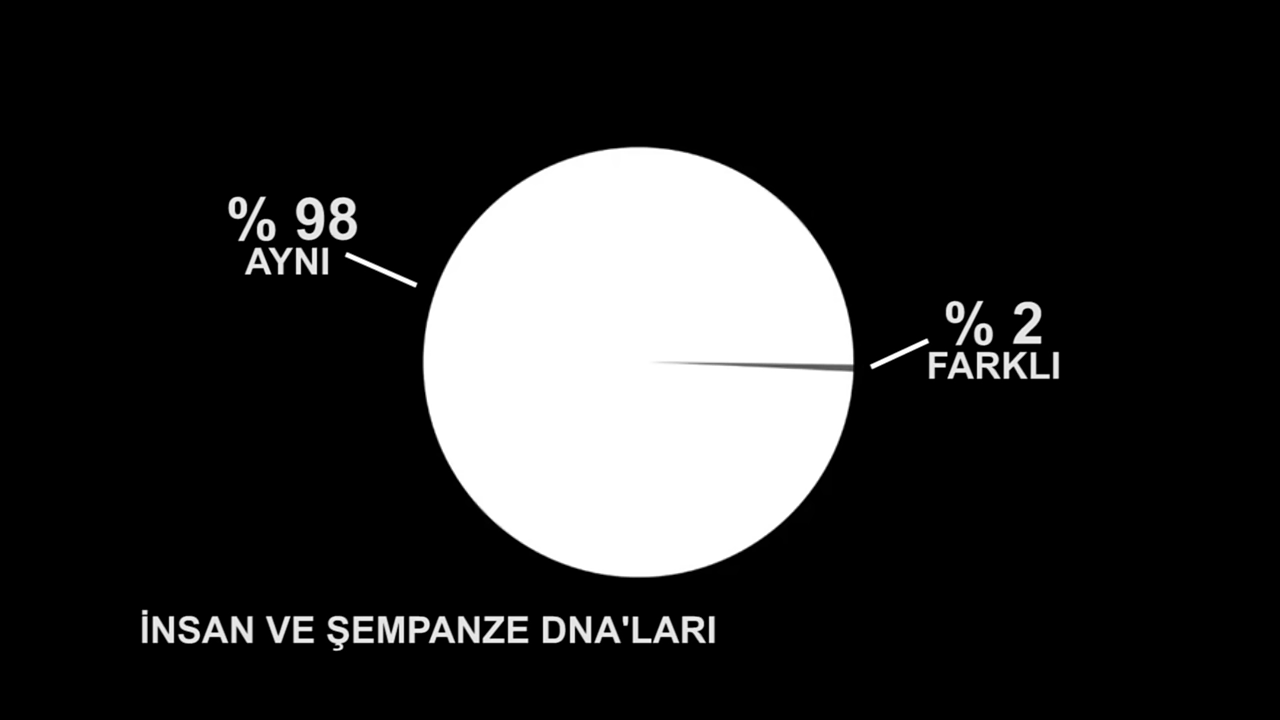 % 98
AYNI
% 2
FARKLI
İNSAN VE ŞEMPANZE DNA'LARI